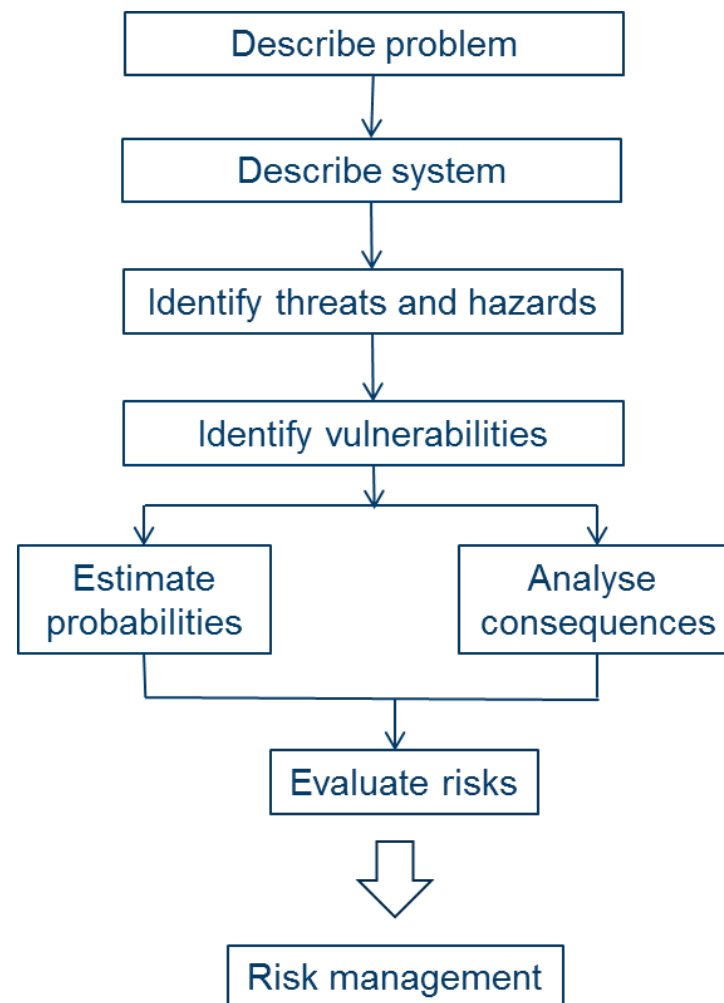 Describe problem
Describe system
Identify threats and hazards
Identify vulnerabilities
Estimate
probabilities
Analyse
consequences
Evaluate risks
Risk management